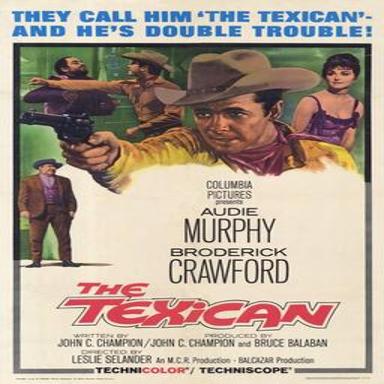 THEY CALL HIM 'THE TEXICAN'-
AND HE'S DOUBLE TROUBLE!
COLUMBIA
PICTURES
presents
AUDIE
MURPHY
BRODERICK
CRAWFORD
THE
TEXICAN
WRITTEN BY
JOHN C. CHAMPION/JOHN C. CHAMPION and BRUCE BALABAN
PRODUCED BY
DIRECTED BY
LESLIE SELANDER An M.C.R. Production - BALCÁZAR Production
TECHNICOLOR®/TECHNISCOPE®